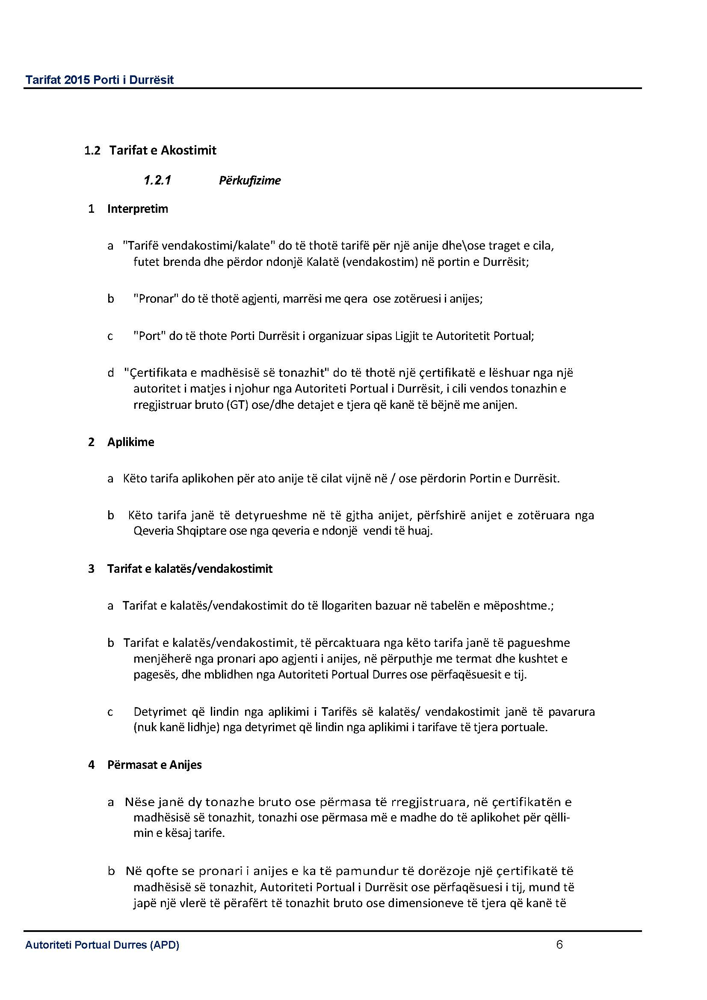 Tarifat 2015 Porti i Durrësit
1.2 Tarifat e Akostimit
1.2.1 Përkufizime
1 Interpretim
a "Tarifë vendakostimi/kalate" do të thotë tarifë për një anije dhe\ose traget e cila,
futet brenda dhe përdor ndonjë Kalatë (vendakostim) në portin e Durrësit;
b "Pronar" do të thotë agjenti, marrësi me qera ose zotëruesi i anijes;
c "Port" do të thote Porti Durrësit i organizuar sipas Ligjit te Autoritetit Portual;
d "Çertifikata e madhësisë së tonazhit" do të thotë një çertifikatë e lëshuar nga një
autoritet i matjes i njohur nga Autoriteti Portual i Durrësit, i cili vendos tonazhin e
rregjistruar bruto (GT) ose/dhe detajet e tjera që kanë të bëjnë me anijen.
2 Aplikime
a Këto tarifa aplikohen për ato anije të cilat vijnë në / ose përdorin Portin e Durrësit.
b Këto tarifa janë të detyrueshme në të gjtha anijet, përfshirë anijet e zotëruara nga
Qeveria Shqiptare ose nga qeveria e ndonjë vendi të huaj.
3 Tarifat e kalatës/vendakostimit
a Tarifat e kalatës/vendakostimit do të llogariten bazuar në tabelën e mëposhtme.;
b Tarifat e kalatës/vendakostimit, të përcaktuara nga këto tarifa janë të pagueshme
menjëherë nga pronari apo agjenti i anijes, në përputhje me termat dhe kushtet e
pagesës, dhe mblidhen nga Autoriteti Portual Durres ose përfaqësuesit e tij.
c Detyrimet që lindin nga aplikimi i Tarifës së kalatës/ vendakostimit janë të pavarura
(nuk kanë lidhje) nga detyrimet që lindin nga aplikimi i tarifave të tjera portuale.
4 Përmasat e Anijes
a Nëse janë dy tonazhe bruto ose përmasa të rregjistruara, në çertifikatën e
madhësisë së tonazhit, tonazhi ose përmasa më e madhe do të aplikohet për qëlli-
min e kësaj tarife.
b Në qofte se pronari i anijes e ka të pamundur të dorëzoje një çertifikatë të
madhësisë së tonazhit, Autoriteti Portual i Durrësit ose përfaqësuesi i tij, mund të
japë një vlerë të përafërt të tonazhit bruto ose dimensioneve të tjera që kanë të
Autoriteti Portual Durres (APD) 6